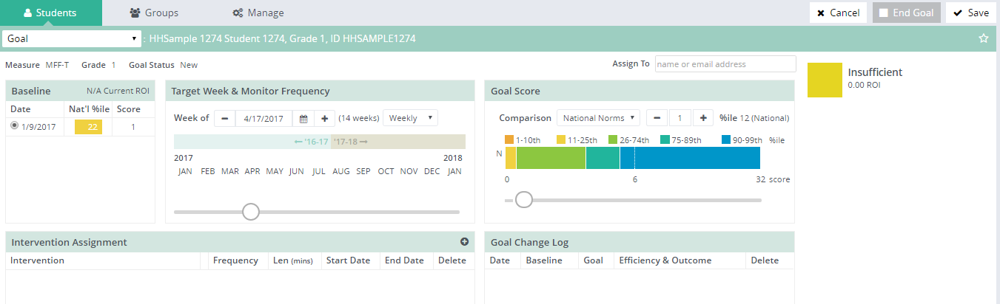 Students Groups Manage Cancel End Goal Save
Goal : HHSample 1274 Student 1274, Grade 1, ID HHSAMPLE1274
Measure MFF-T Grade 1 Goal Status New Assign To name or email address
Insufficient
0.00 ROI
Baseline N/A Current ROI
Date Nat'l %ile Score
1/9/2017 22 1
Target Week & Monitor Frequency
Week of 4/17/2017 (14 weeks) Weekly
← '16-17 '17-18 →
2017 2018
JAN FEB MAR APR MAY JUN JUL AUG SEP OCT NOV DEC JAN
Goal Score
Comparison National Norms 1 %ile 12 (National)
1-10th 11-25th 26-74th 75-89th 90-99th %ile
N
0 6 32 score
Intervention Assignment
Intervention Frequency Len (mins) Start Date End Date Delete
Goal Change Log
Date Baseline Goal Efficiency & Outcome Delete